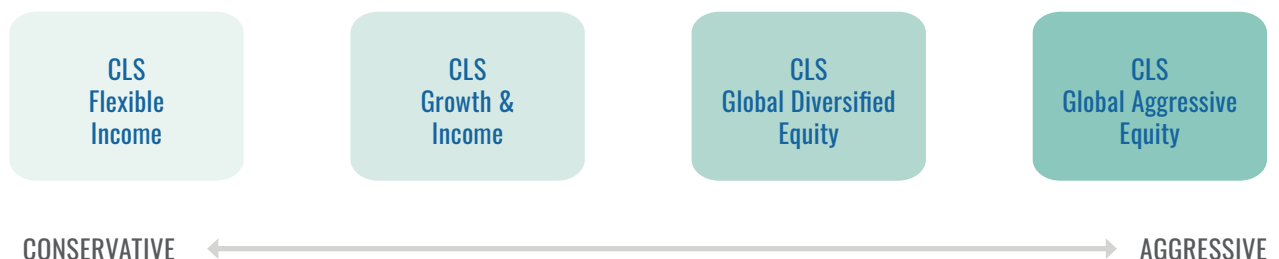 CLS
Flexible
Income
CLS
Growth &
Income
CLS
Global Diversified
Equity
CLS
Global Aggressive
Equity
CONSERVATIVE
AGGRESSIVE